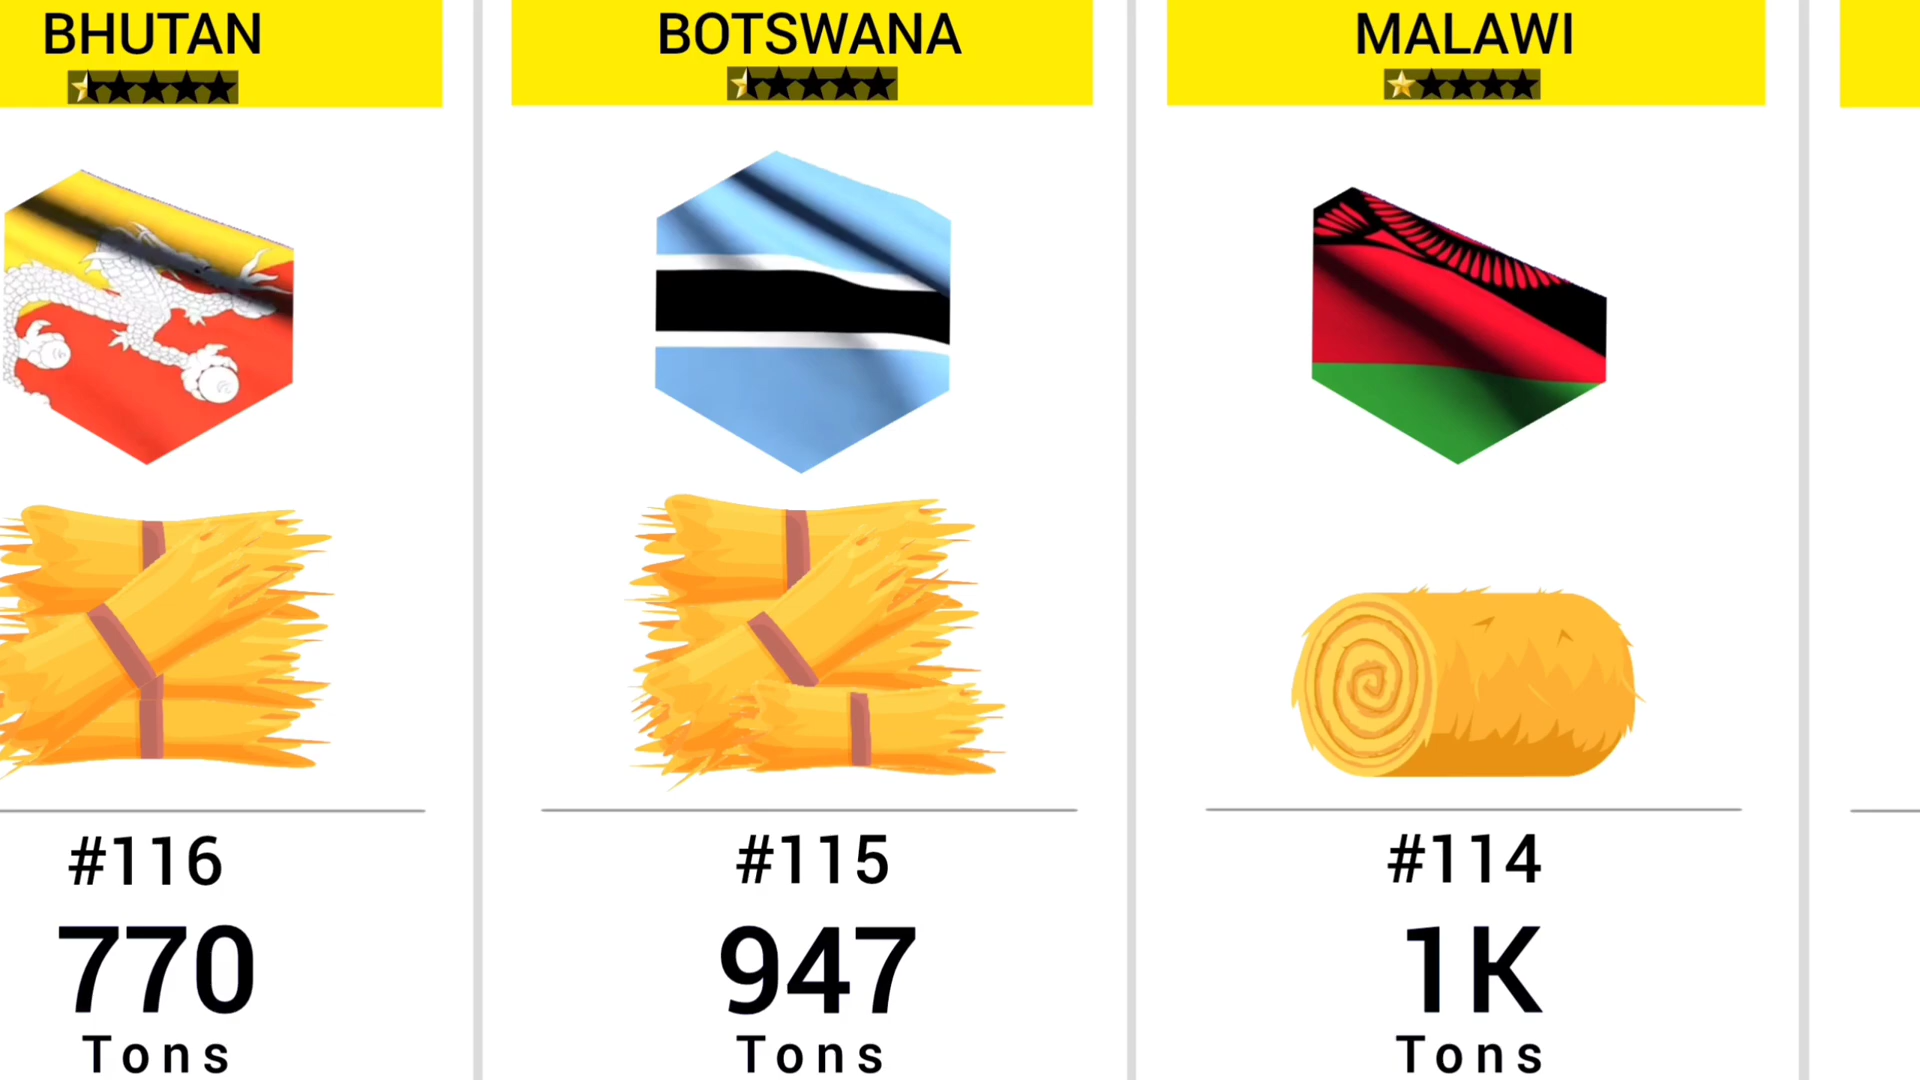 BHUTAN
#116
770
Tons
BOTSWANA
#115
947
Tons
MALAWI
#114
1K
Tons